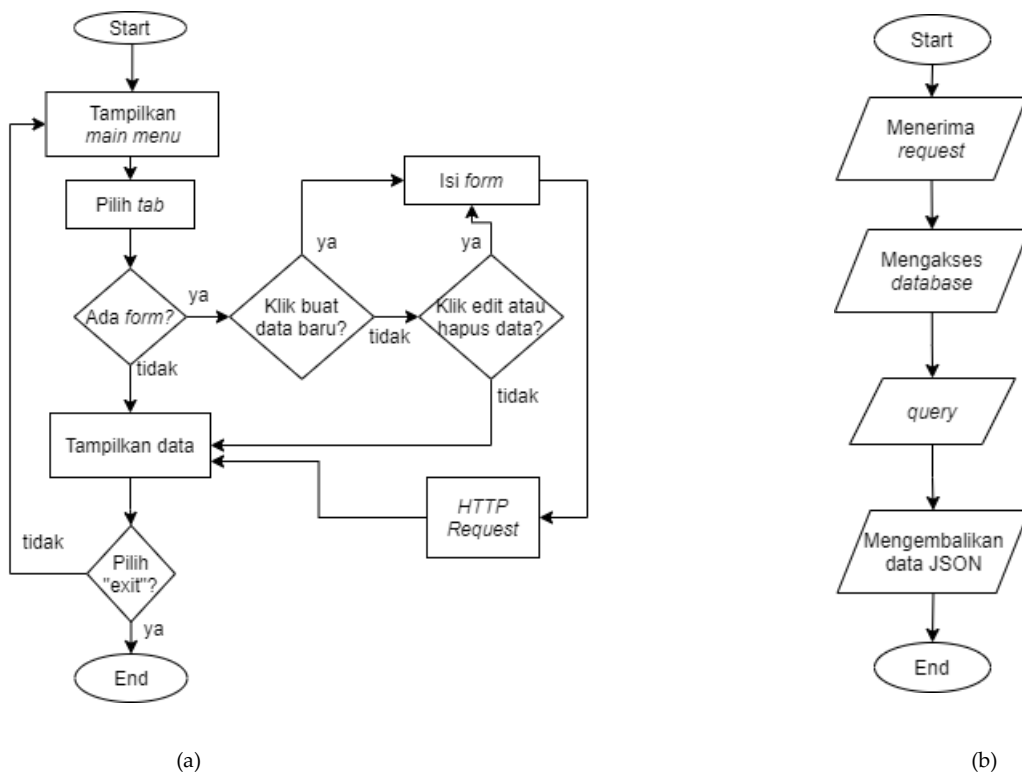 Start
Tampilkan
main menu
Pilih tab
Ada form?
ya
tidak
Klik buat
data baru?
ya
tidak
Klik edit atau
hapus data?
ya
tidak
Isi form
HTTP
Request
Tampilkan data
Pilih
"exit"?
tidak
ya
End
(a)
Start
Menerima
request
Mengakses
database
query
Mengembalikan
data JSON
End
(b)